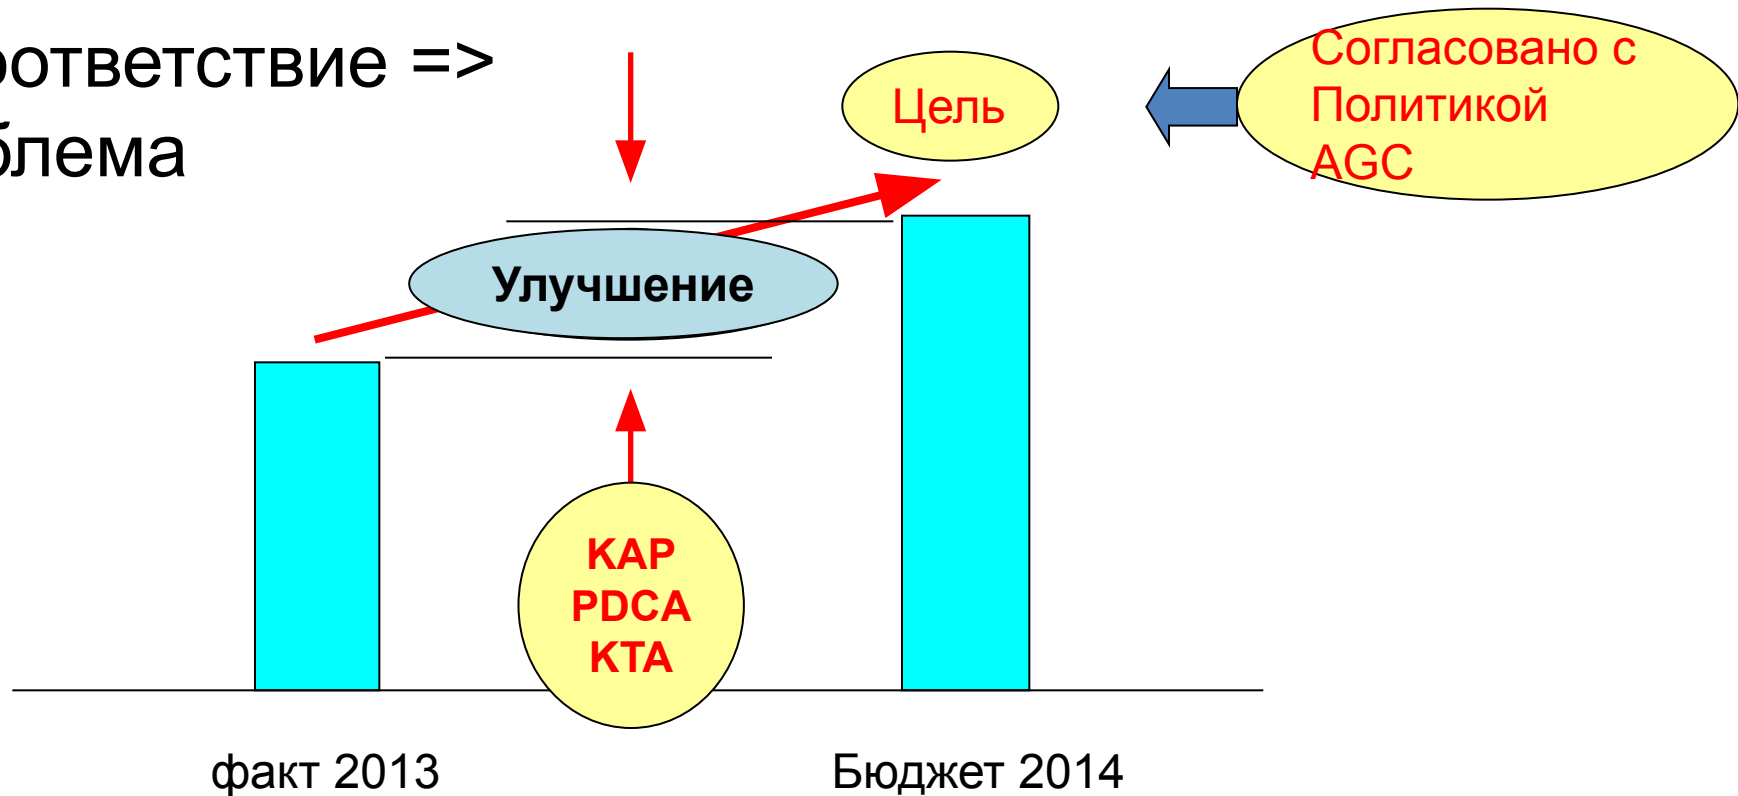 оответствие =>
блема
Цель
Согласовано с
Политикой
AGC
Улучшение
KAP
PDCA
KTA
факт 2013
Бюджет 2014